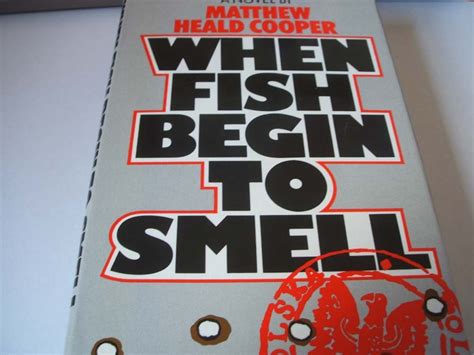 A NOVEL BY
MATTHEW
HEALD COOPER
WHEN
FISH
BEGIN
TO
SMELL